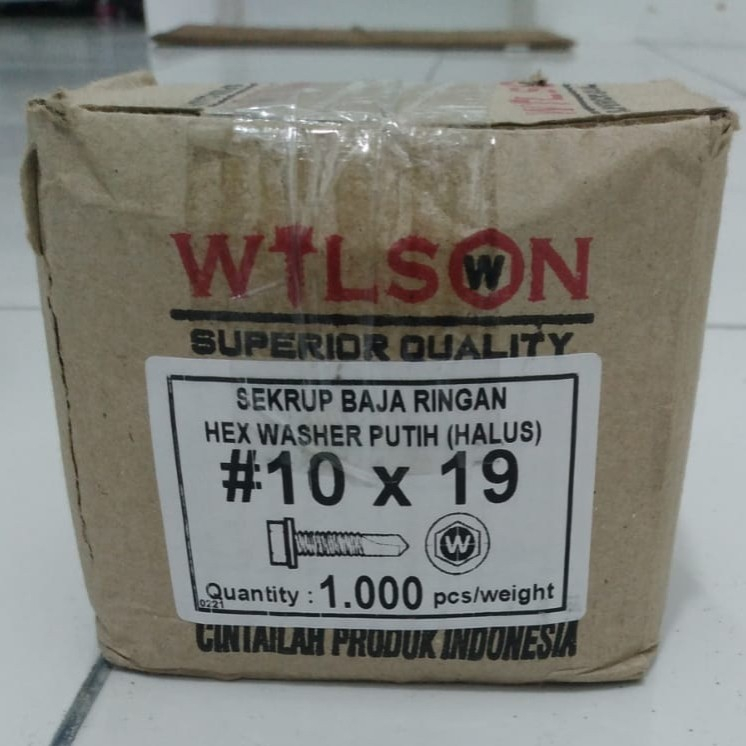 WILSON
W
SUPERIOR QUALITY
SEKRUP BAJA RINGAN
HEX WASHER PUTIH (HALUS)
#10 x 19
W
Quantity : 1.000 pcs/weight
0221
CINTAILAH PRODUK INDONESIA